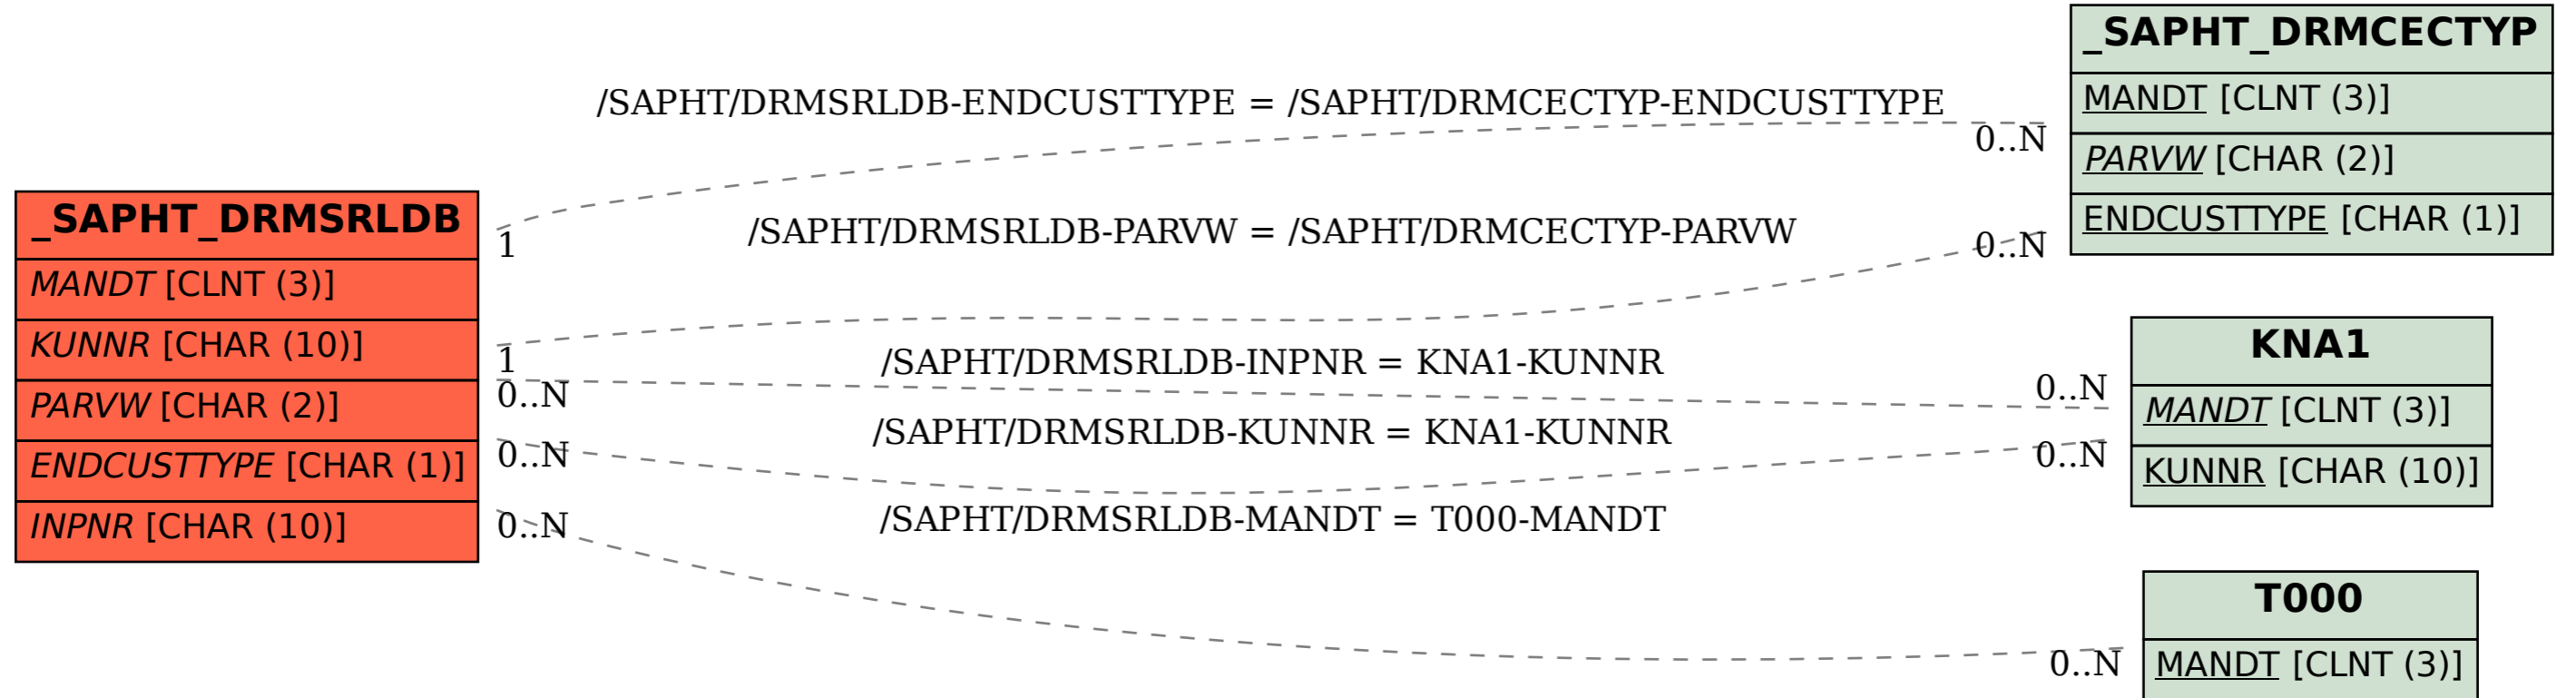 _SAPHT_DRMSRLDB
MANDT [CLNT (3)]
KUNNR [CHAR (10)]
PARVW [CHAR (2)]
ENDCUSTTYPE [CHAR (1)]
INPNR [CHAR (10)]
/SAPHT/DRMSRLDB-ENDCUSTTYPE = /SAPHT/DRMCECTYP-ENDCUSTTYPE
1
0..N
/SAPHT/DRMSRLDB-PARVW = /SAPHT/DRMCECTYP-PARVW
1
0..N
/SAPHT/DRMSRLDB-INPNR = KNA1-KUNNR
0..N
0..N
/SAPHT/DRMSRLDB-KUNNR = KNA1-KUNNR
0..N
0..N
/SAPHT/DRMSRLDB-MANDT = T000-MANDT
0..N
0..N
_SAPHT_DRMCECTYP
MANDT [CLNT (3)]
PARVW [CHAR (2)]
ENDCUSTTYPE [CHAR (1)]
KNA1
MANDT [CLNT (3)]
KUNNR [CHAR (10)]
T000
MANDT [CLNT (3)]